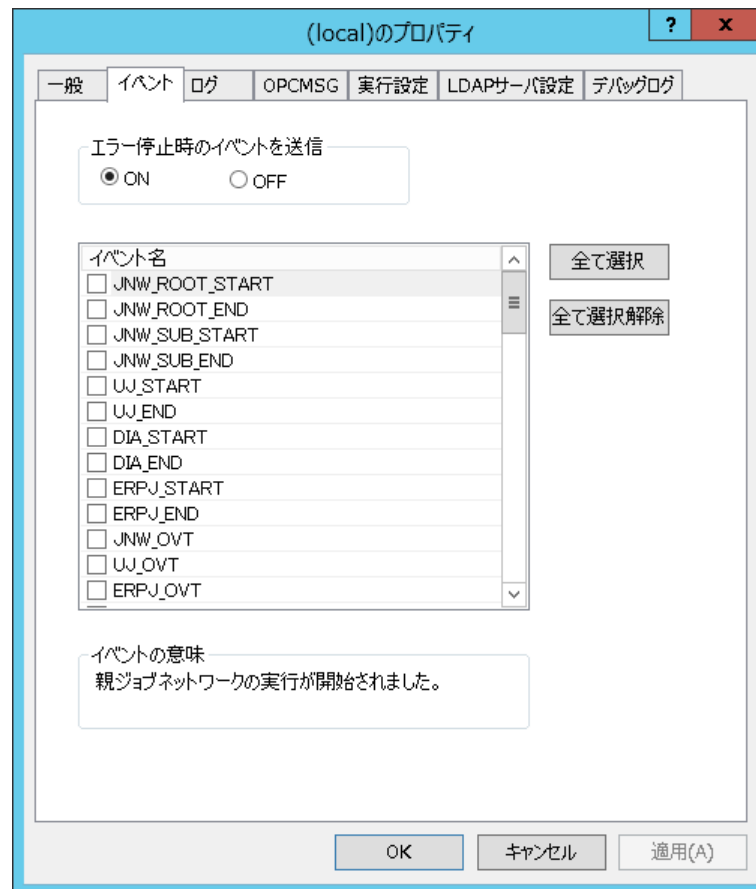 (local)のプロパティ
? x
一般 イベント ログ OPCMSG 実行設定 LDAPサーバ設定 デバッグログ
エラー停止時のイベントを送信
ON OFF
イベント名
JNW_ROOT_START
JNW_ROOT_END
JNW_SUB_START
JNW_SUB_END
UJ_START
UJ_END
DIA_START
DIA_END
ERPJ_START
ERPJ_END
JNW_OVT
UJ_OVT
ERPJ_OVT
全て選択
全て選択解除
イベントの意味
親ジョブネットワークの実行が開始されました。
OK キャンセル 適用(A)